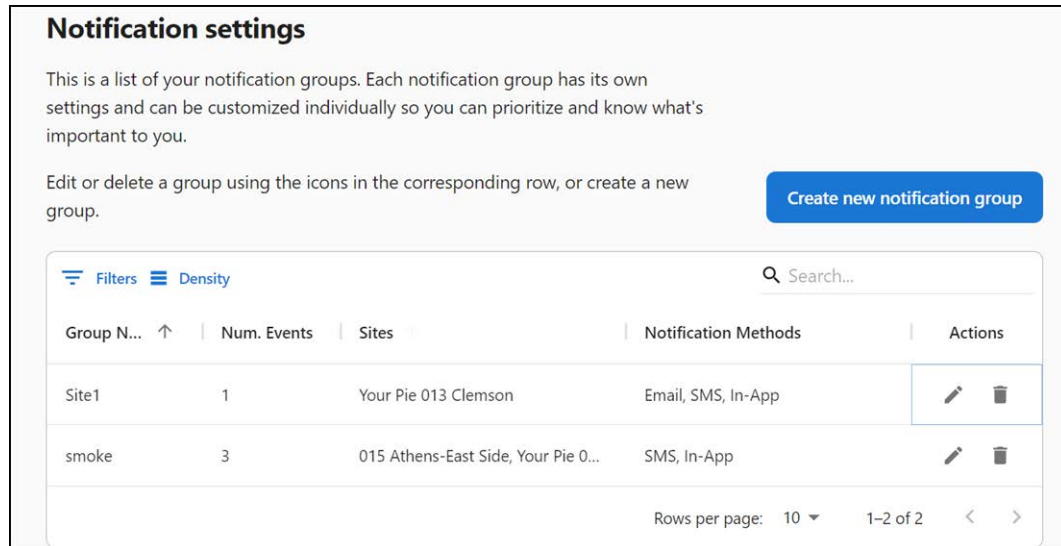 Notification settings
This is a list of your notification groups. Each notification group has its own
settings and can be customized individually so you can prioritize and know what's
important to you.
Edit or delete a group using the icons in the corresponding row, or create a new
group.
Create new notification group
Filters Density Search...
Group N... Num. Events Sites Notification Methods Actions
Site1 1 Your Pie 013 Clemson Email, SMS, In-App
smoke 3 015 Athens-East Side, Your Pie 0... SMS, In-App
Rows per page: 10 1–2 of 2